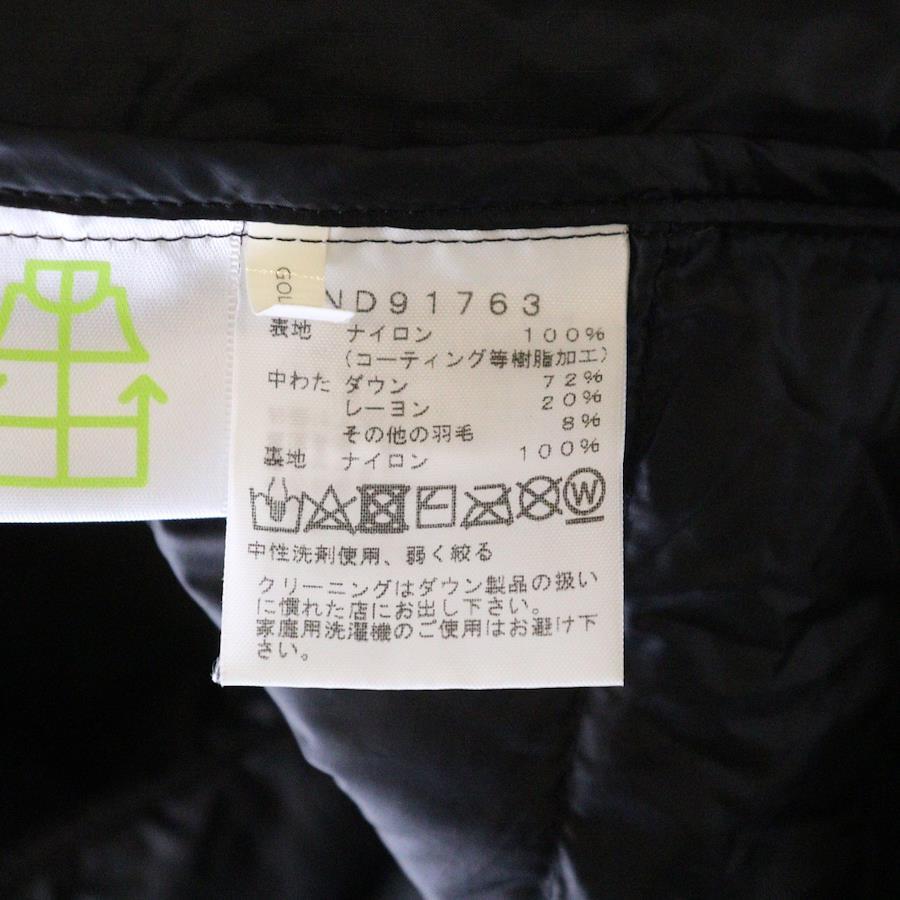 GOL
ND91763
表地 ナイロン 100%
(コーティング等樹脂加工)
中わた ダウン 72%
レーヨン 20%
その他の羽毛 8%
裏地 ナイロン 100%
W
中性洗剤使用、弱く絞る
クリーニングはダウン製品の扱い
に慣れた店にお出し下さい。
家庭用洗濯機のご使用はお避け下
さい。